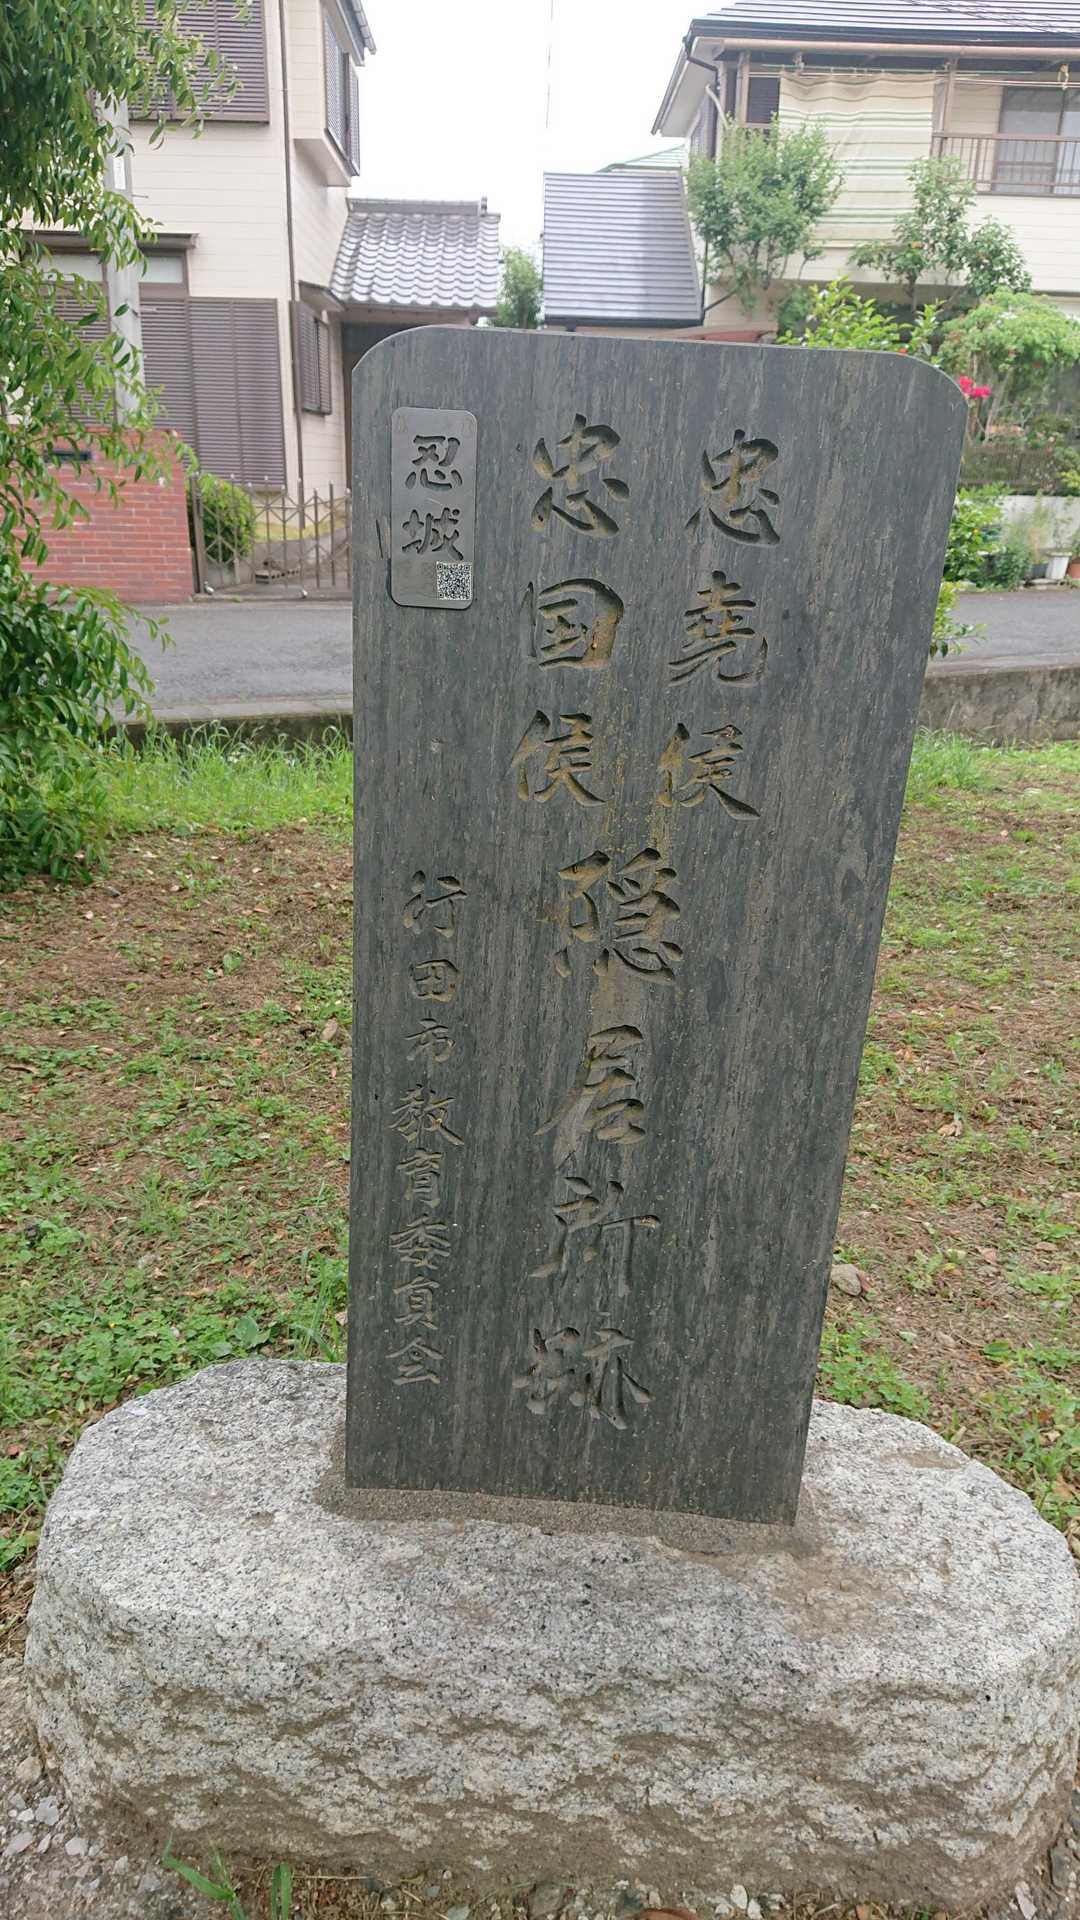 忠堯侯
忠国侯
隠居所跡
忍城
行田市教育委員会